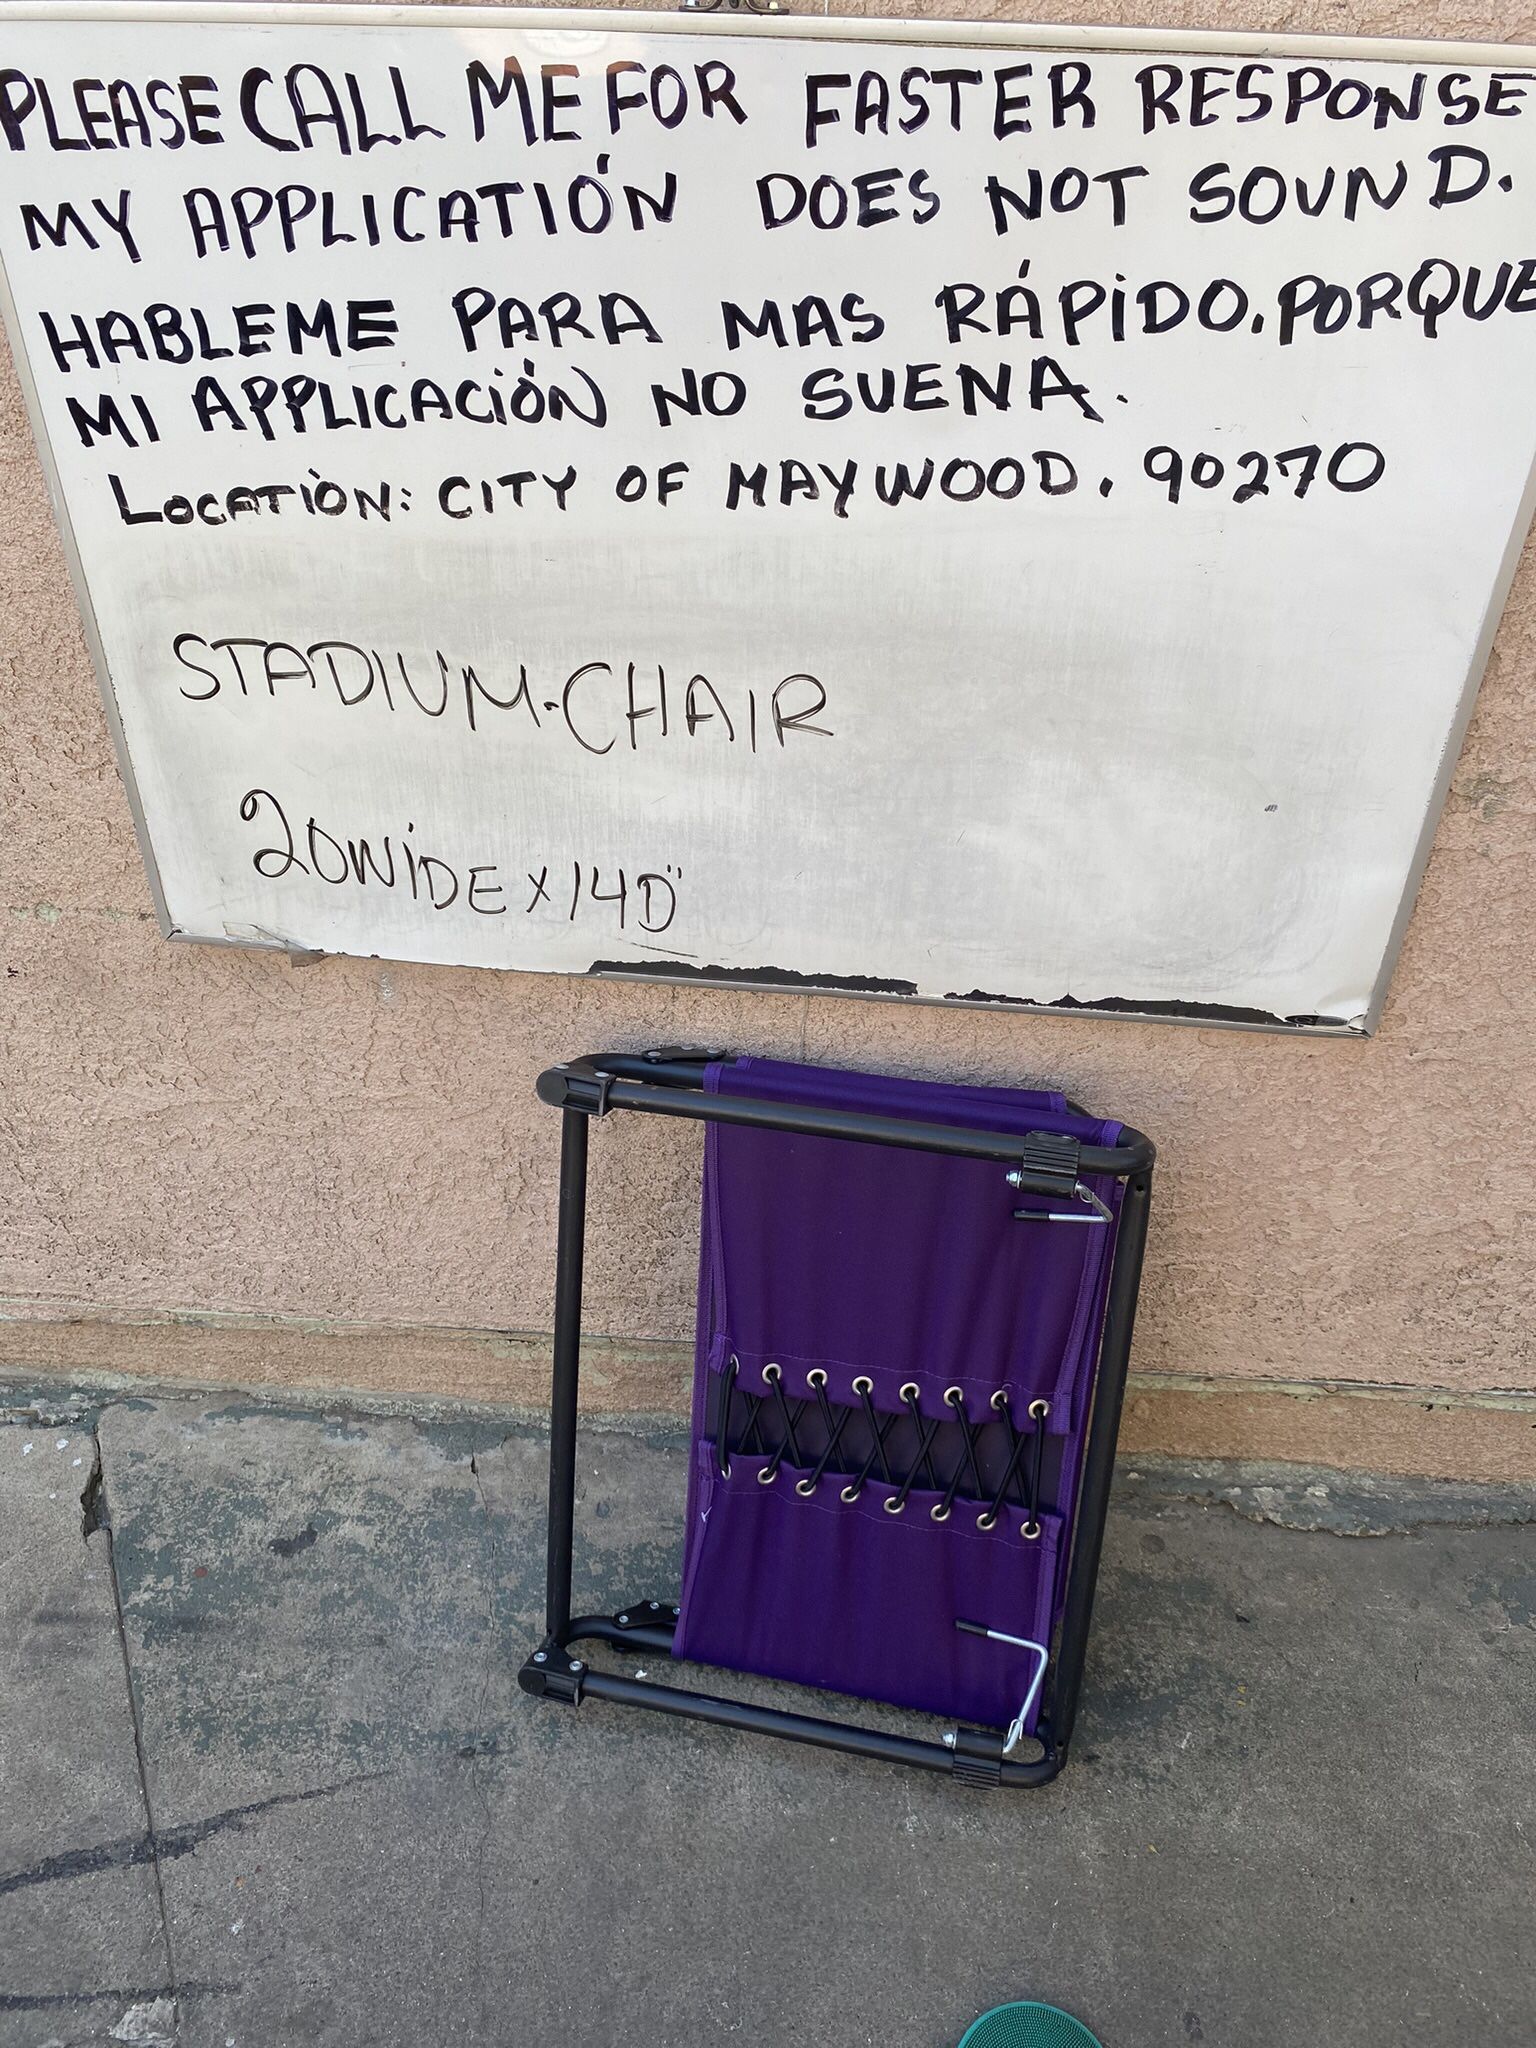 PLEASE CALL ME FOR FASTER RESPONSE
MY APPLICATIÓN DOES NOT SOUND.
HABLEME PARA MAS RÁPIDO. PORQUE
MI APPLICACIÓN NO SUENA.
LOCATIÒN: CITY OF MAYWOOD. 90270
STADIUM-CHAIR
20WIDE X 14D"